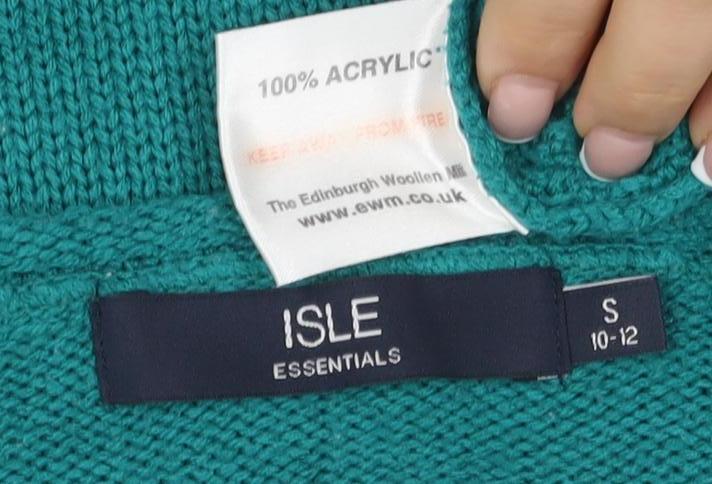 100% ACRYLIC
KEEP AWAY FROM FIRE
The Edinburgh Woollen Mill
www.ewm.co.uk
ISLE
ESSENTIALS
S
10-12